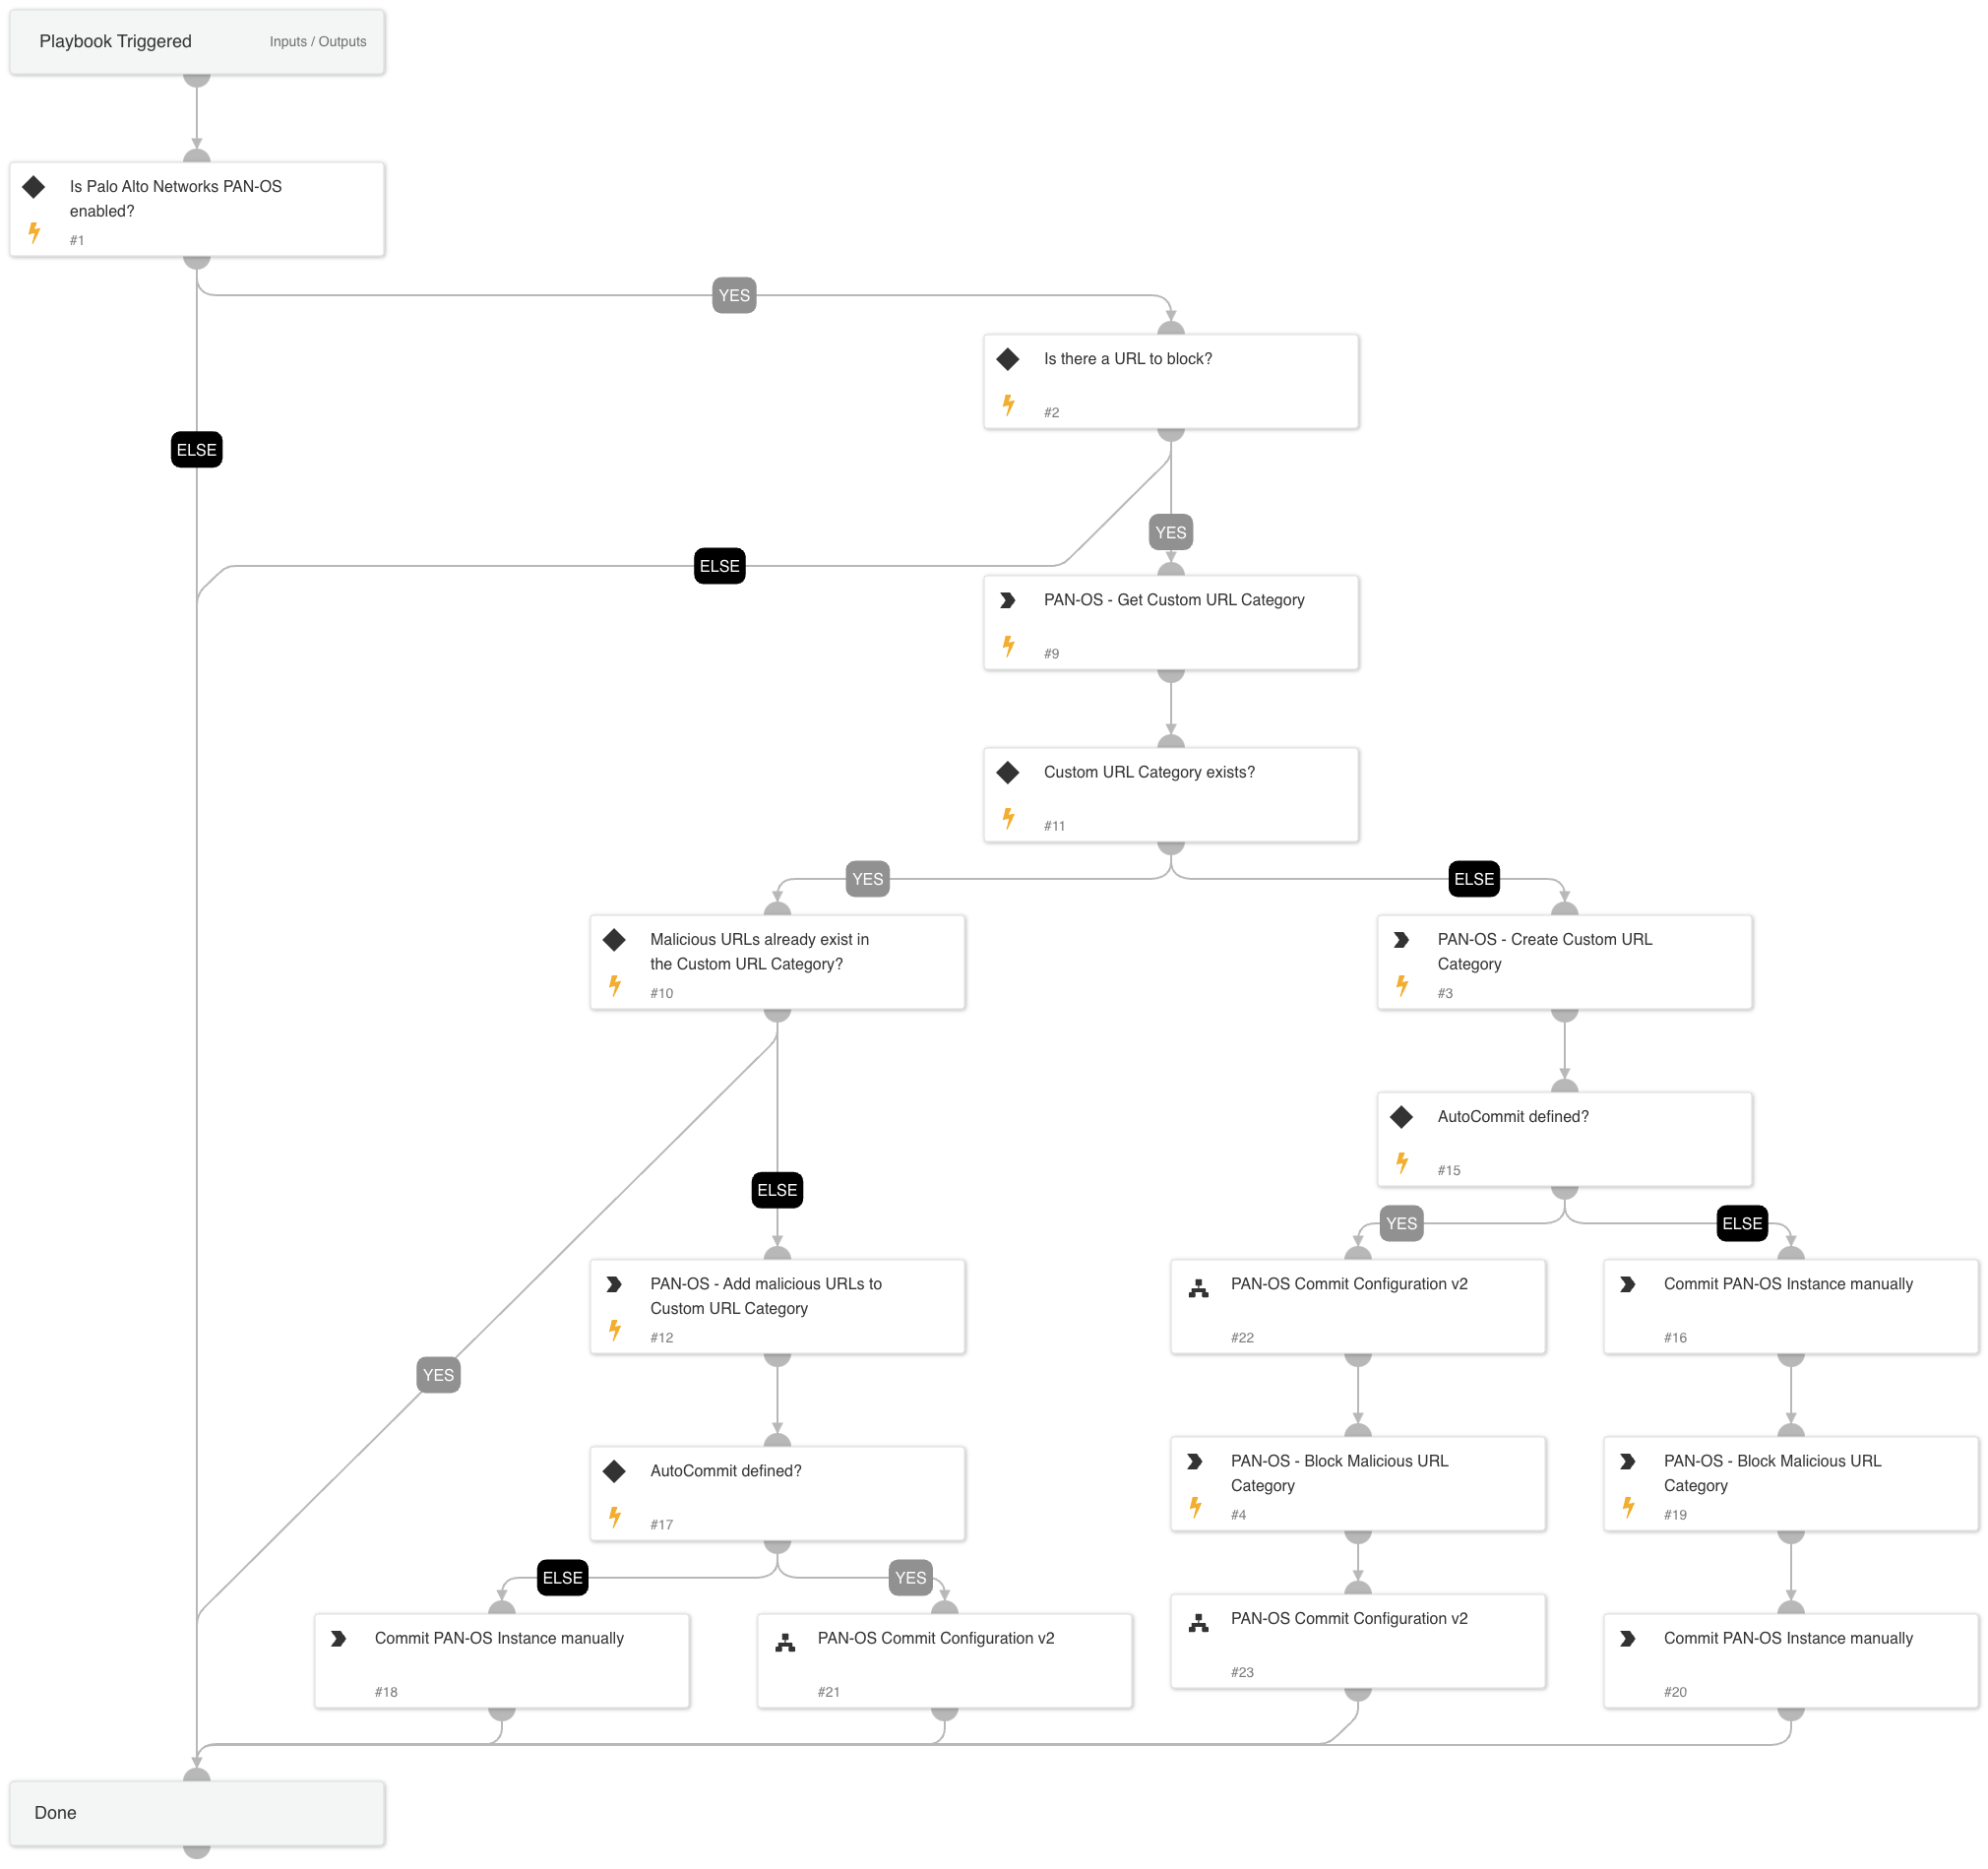 Playbook Triggered
Inputs / Outputs
Is Palo Alto Networks PAN-OS
enabled?
#1
YES
Is there a URL to block?
#2
ELSE
YES
ELSE
PAN-OS - Get Custom URL Category
#9
Custom URL Category exists?
#11
YES
ELSE
Malicious URLs already exist in
the Custom URL Category?
#10
PAN-OS - Create Custom URL
Category
#3
AutoCommit defined?
#15
ELSE
YES
ELSE
PAN-OS - Add malicious URLs to
Custom URL Category
#12
PAN-OS Commit Configuration v2
#22
Commit PAN-OS Instance manually
#16
YES
AutoCommit defined?
#17
PAN-OS - Block Malicious URL
Category
#4
PAN-OS - Block Malicious URL
Category
#19
ELSE
YES
Commit PAN-OS Instance manually
#18
PAN-OS Commit Configuration v2
#21
PAN-OS Commit Configuration v2
#23
Commit PAN-OS Instance manually
#20
Done